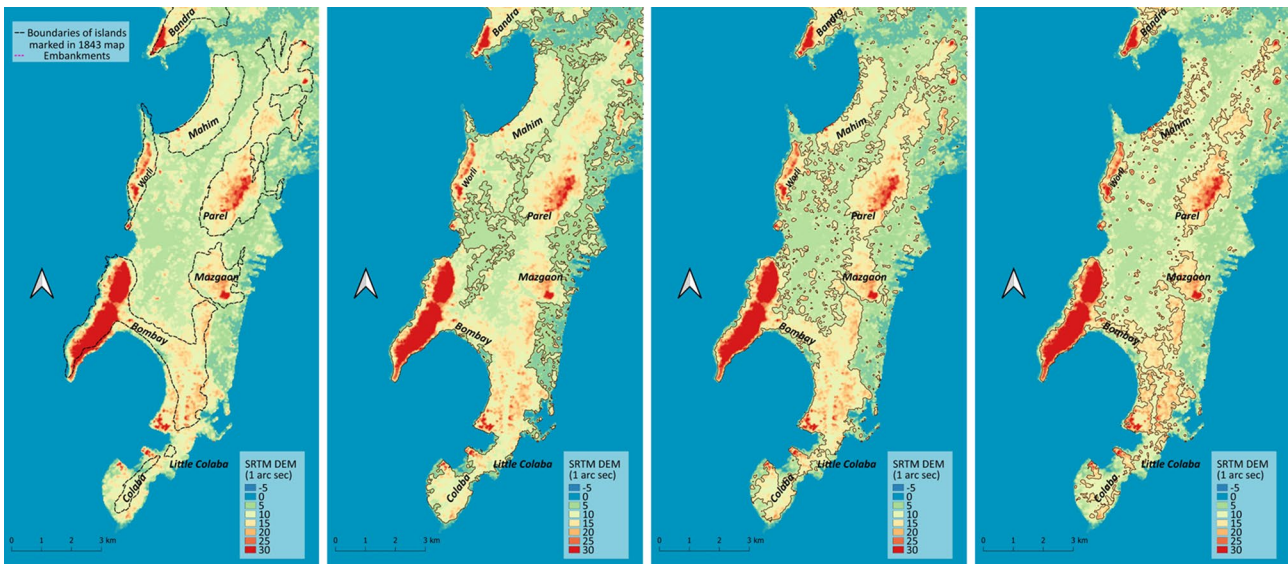 -- Boundaries of islands
marked in 1843 map
--- Embankments
Bandra
Mahim
Worli
Parel
Mazgaon
Bombay
Little Colaba
Colaba
SRTM DEM
(1 arc sec)
-5
0
5
10
15
20
25
30
0 1 2 3 km
Bandra
Mahim
Worli
Parel
Mazgaon
Bombay
Little Colaba
Colaba
SRTM DEM
(1 arc sec)
-5
0
5
10
15
20
25
30
0 1 2 3 km
Bandra
Mahim
Worli
Parel
Mazgaon
Bombay
Little Colaba
Colaba
SRTM DEM
(1 arc sec)
-5
0
5
10
15
20
25
30
0 1 2 3 km
Bandra
Mahim
Worli
Parel
Mazgaon
Bombay
Little Colaba
Colaba
SRTM DEM
(1 arc sec)
-5
0
5
10
15
20
25
30
0 1 2 3 km